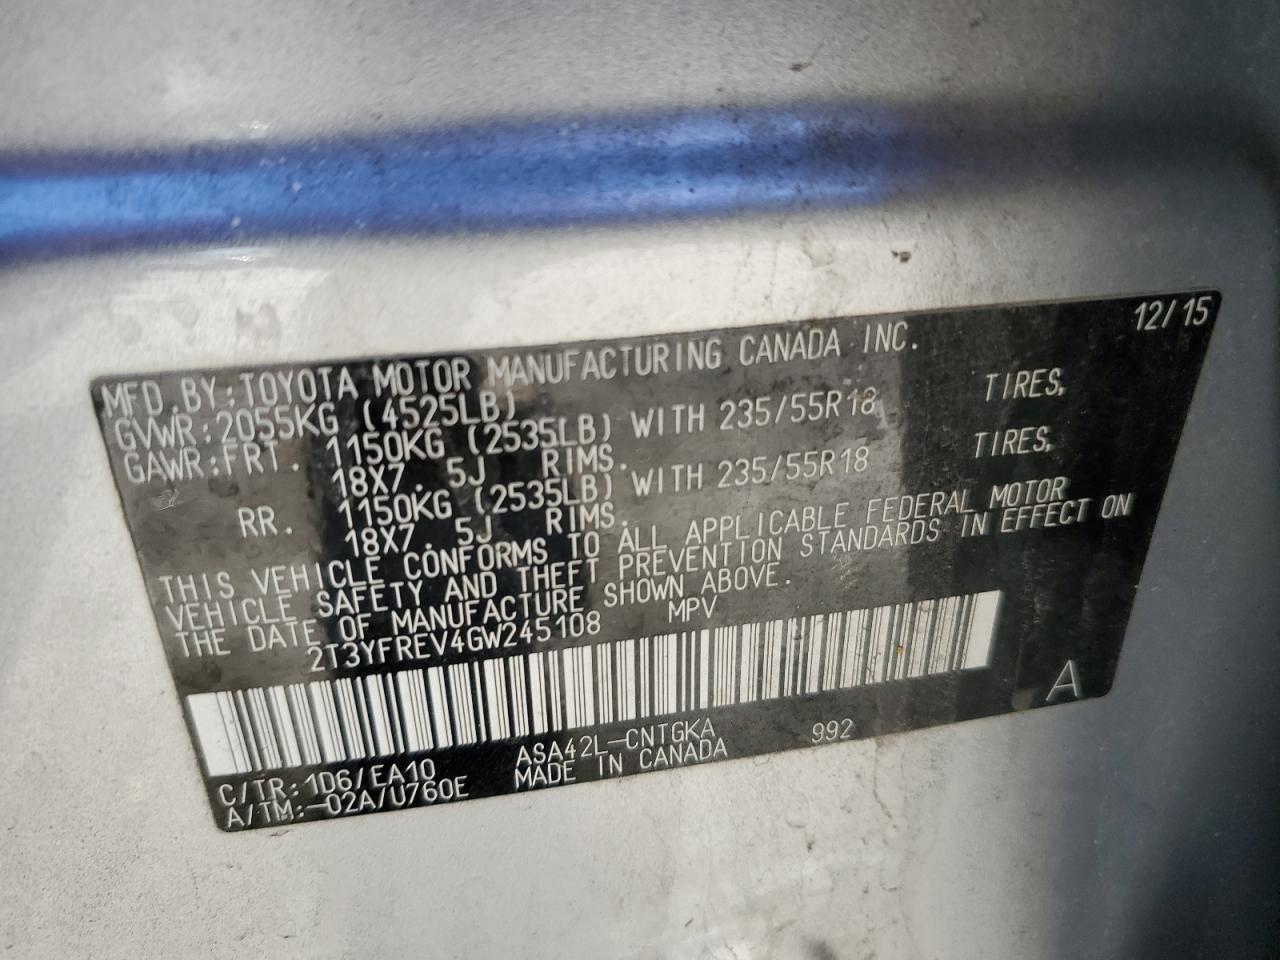 12/15
MFD.BY:TOYOTA MOTOR MANUFACTURING CANADA INC.
GVWR:2055KG (4525LB)
GAWR:FRT. 1150KG (2535LB) WITH 235/55R18 TIRES,
18X7.5J RIMS.
RR. 1150KG (2535LB) WITH 235/55R18 TIRES,
18X7.5J RIMS.
THIS VEHICLE CONFORMS TO ALL APPLICABLE FEDERAL MOTOR
VEHICLE SAFETY AND THEFT PREVENTION STANDARDS IN EFFECT ON
THE DATE OF MANUFACTURE SHOWN ABOVE.
2T3YFREV4GW245108 MPV
A
C/TR:1D6/EA10 ASA42L-CNTGKA 992
A/TM:-02A/U760E MADE IN CANADA